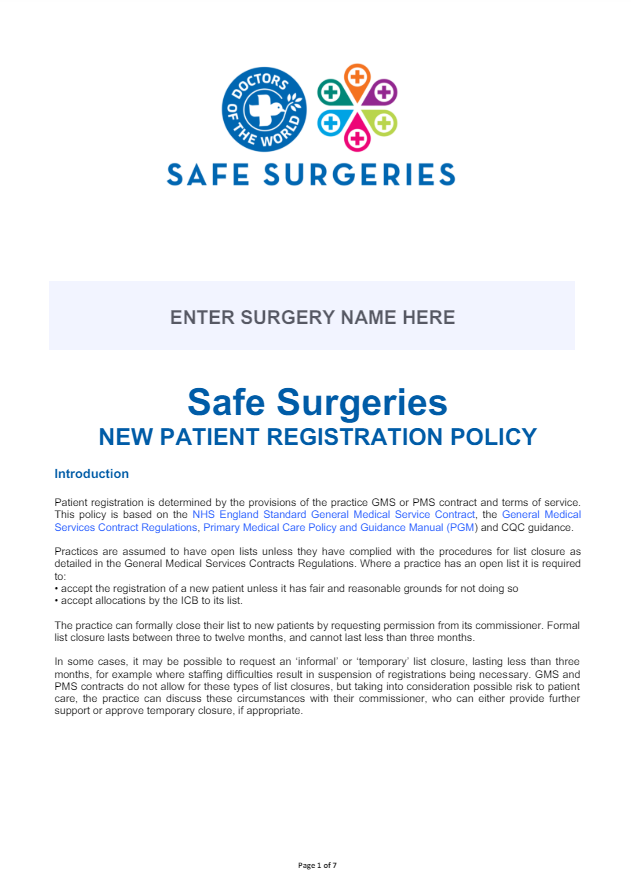 DOCTORS
OF THE WORLD
SAFE SURGERIES
ENTER SURGERY NAME HERE
Safe Surgeries
NEW PATIENT REGISTRATION POLICY
Introduction
Patient registration is determined by the provisions of the practice GMS or PMS contract and terms of service.
This policy is based on the NHS England Standard General Medical Service Contract, the General Medical
Services Contract Regulations, Primary Medical Care Policy and Guidance Manual (PGM) and CQC guidance.
Practices are assumed to have open lists unless they have complied with the procedures for list closure as
detailed in the General Medical Services Contracts Regulations. Where a practice has an open list it is required
to:
• accept the registration of a new patient unless it has fair and reasonable grounds for not doing so
• accept allocations by the ICB to its list.
The practice can formally close their list to new patients by requesting permission from its commissioner. Formal
list closure lasts between three to twelve months, and cannot last less than three months.
In some cases, it may be possible to request an ‘informal’ or ‘temporary’ list closure, lasting less than three
months, for example where staffing difficulties result in suspension of registrations being necessary. GMS and
PMS contracts do not allow for these types of list closures, but taking into consideration possible risk to patient
care, the practice can discuss these circumstances with their commissioner, who can either provide further
support or approve temporary closure, if appropriate.
Page 1 of 7